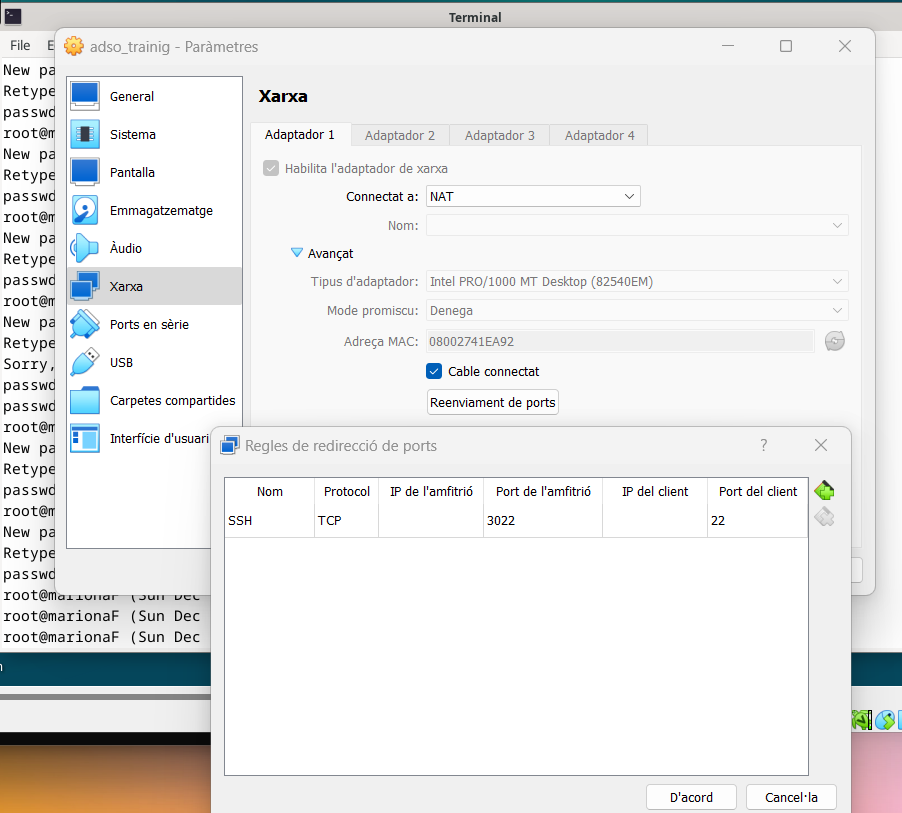 Terminal
File
adso_trainig - Paràmetres
New pa
Retype
passwd
root@m
New pa
Retype
passwd
root@m
New pa
Retype
passwd
root@m
New pa
Retype
Sorry,
passwd
passwd
root@m
New pa
Retype
passwd
root@m
New pa
Retype
passwd
root@marionaF (Sun Dec
root@marionaF (Sun Dec
root@marionaF (Sun Dec
General
Sistema
Pantalla
Emmagatzematge
Àudio
Xarxa
Ports en sèrie
USB
Carpetes compartides
Interfície d'usuari
Xarxa
Adaptador 1 Adaptador 2 Adaptador 3 Adaptador 4
Habilita l'adaptador de xarxa
Connectat a: NAT
Nom:
Avançat
Tipus d'adaptador: Intel PRO/1000 MT Desktop (82540EM)
Mode promiscu: Denega
Adreça MAC: 08002741EA92
Cable connectat
Reenviament de ports
Regles de redirecció de ports
?
Nom Protocol IP de l'amfitrió Port de l'amfitrió IP del client Port del client
SSH TCP 3022 22
D'acord Cancel·la